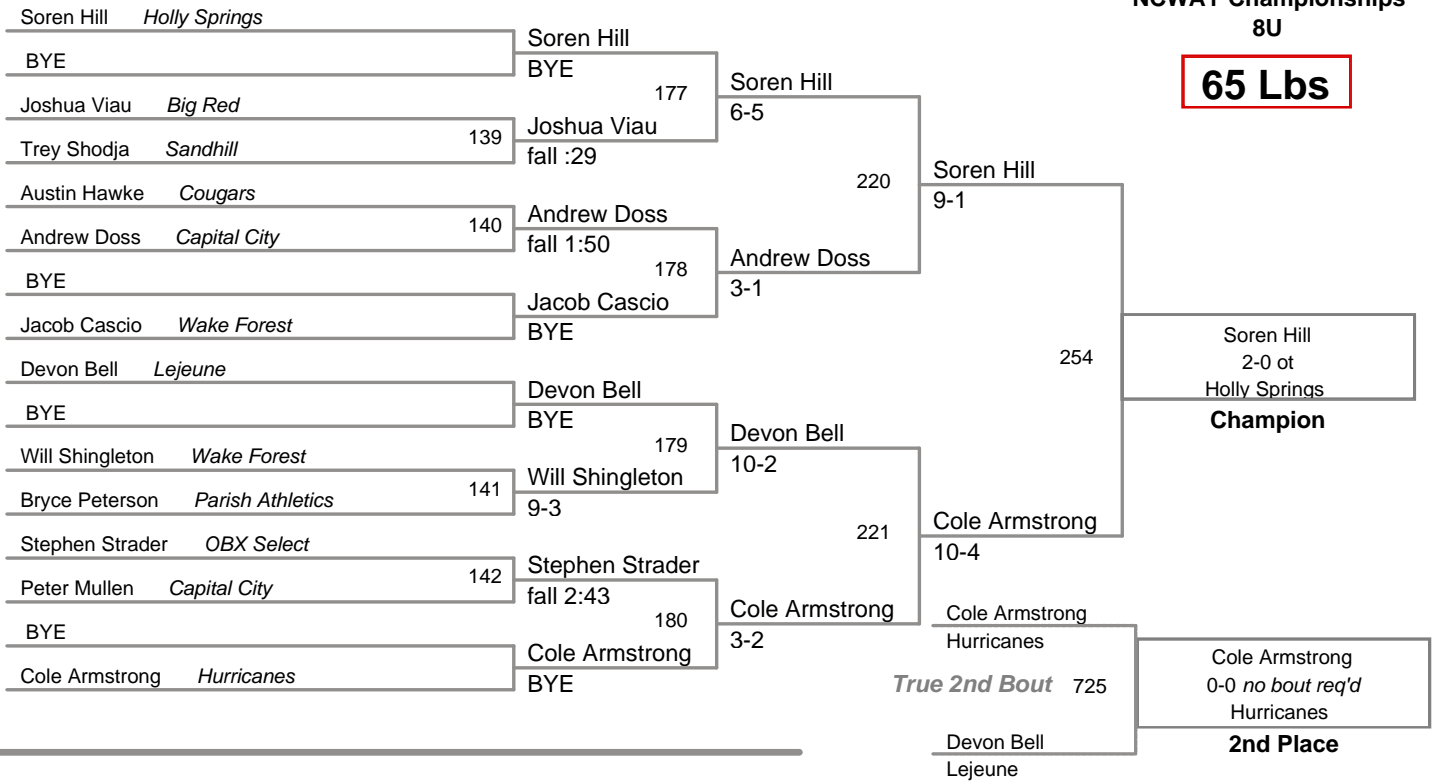 NCWAY Championships
8U
65 Lbs
Soren Hill Holly Springs
BYE
Joshua Viau Big Red
Trey Shodja Sandhill
139
Austin Hawke Cougars
Andrew Doss Capital City
140
BYE
Jacob Cascio Wake Forest
Devon Bell Lejeune
BYE
Will Shingleton Wake Forest
Bryce Peterson Parish Athletics
141
Stephen Strader OBX Select
Peter Mullen Capital City
142
BYE
Cole Armstrong Hurricanes
Soren Hill
BYE
177
Joshua Viau
fall :29
Andrew Doss
fall 1:50
178
Jacob Cascio
BYE
Devon Bell
BYE
179
Will Shingleton
9-3
Stephen Strader
fall 2:43
180
Cole Armstrong
BYE
Soren Hill
6-5
220
Andrew Doss
3-1
Devon Bell
10-2
221
Cole Armstrong
3-2
Soren Hill
9-1
254
Cole Armstrong
10-4
Soren Hill
2-0 ot
Holly Springs
Champion
Cole Armstrong
Hurricanes
True 2nd Bout 725
Devon Bell
Lejeune
Cole Armstrong
0-0 no bout req'd
Hurricanes
2nd Place